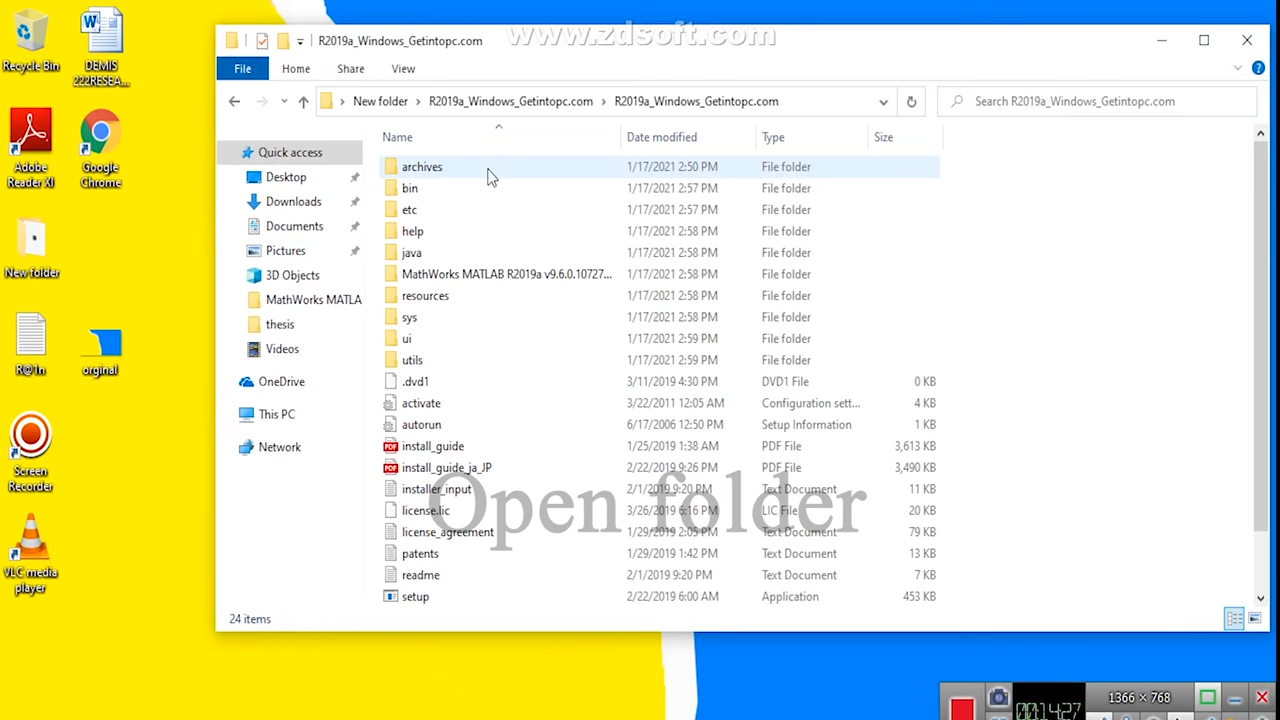 www.zdsoft.com
Recycle Bin
DEMIS
222RESEA...
Adobe
Reader XI
Google
Chrome
New folder
R@1n
orginal
Screen
Recorder
VLC media
player
R2019a_Windows_Getintopc.com
File Home Share View
New folder › R2019a_Windows_Getintopc.com › R2019a_Windows_Getintopc.com
Search R2019a_Windows_Getintopc.com
Quick access
Desktop
Downloads
Documents
Pictures
3D Objects
MathWorks MATLA
thesis
Videos
OneDrive
This PC
Network
Name Date modified Type Size
archives 1/17/2021 2:50 PM File folder
bin 1/17/2021 2:57 PM File folder
etc 1/17/2021 2:57 PM File folder
help 1/17/2021 2:58 PM File folder
java 1/17/2021 2:58 PM File folder
MathWorks MATLAB R2019a v9.6.0.10727... 1/17/2021 2:58 PM File folder
resources 1/17/2021 2:58 PM File folder
sys 1/17/2021 2:58 PM File folder
ui 1/17/2021 2:59 PM File folder
utils 1/17/2021 2:59 PM File folder
.dvd1 3/11/2019 4:30 PM DVD1 File 0 KB
activate 3/22/2011 12:05 AM Configuration sett... 4 KB
autorun 6/17/2006 12:50 PM Setup Information 1 KB
install_guide 1/25/2019 1:38 AM PDF File 3,613 KB
install_guide_ja_JP 2/22/2019 9:26 PM PDF File 3,490 KB
installer_input 2/1/2019 9:20 PM Text Document 11 KB
license.lic 3/26/2019 6:16 PM LIC File 20 KB
license_agreement 1/29/2019 2:05 PM Text Document 79 KB
patents 1/29/2019 1:42 PM Text Document 13 KB
readme 2/1/2019 9:20 PM Text Document 7 KB
setup 2/22/2019 6:00 AM Application 453 KB
Open folder
24 items
1366 × 768
00:14:27